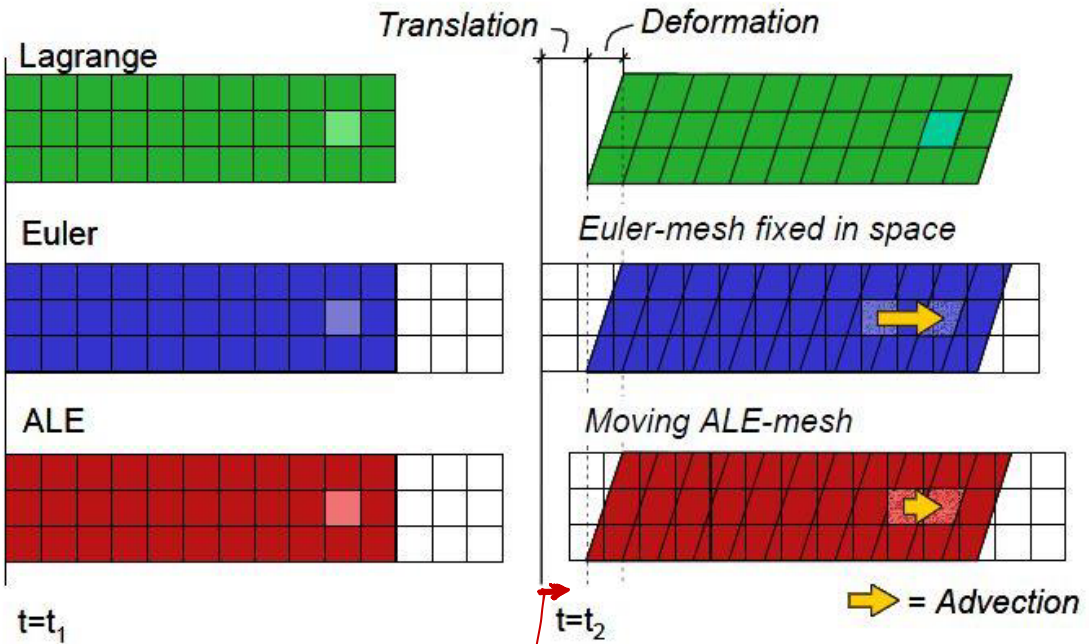 Translation Deformation
Lagrange
Euler
Euler-mesh fixed in space
ALE
Moving ALE-mesh
t=t₁
t=t₂
= Advection